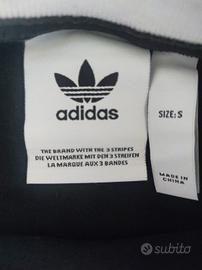 adidas
THE BRAND WITH THE 3 STRIPES
DIE WELTMARKE MIT DEN 3 STREIFEN
LA MARQUE AUX 3 BANDES
SIZE: S
MADE IN
CHINA
subito